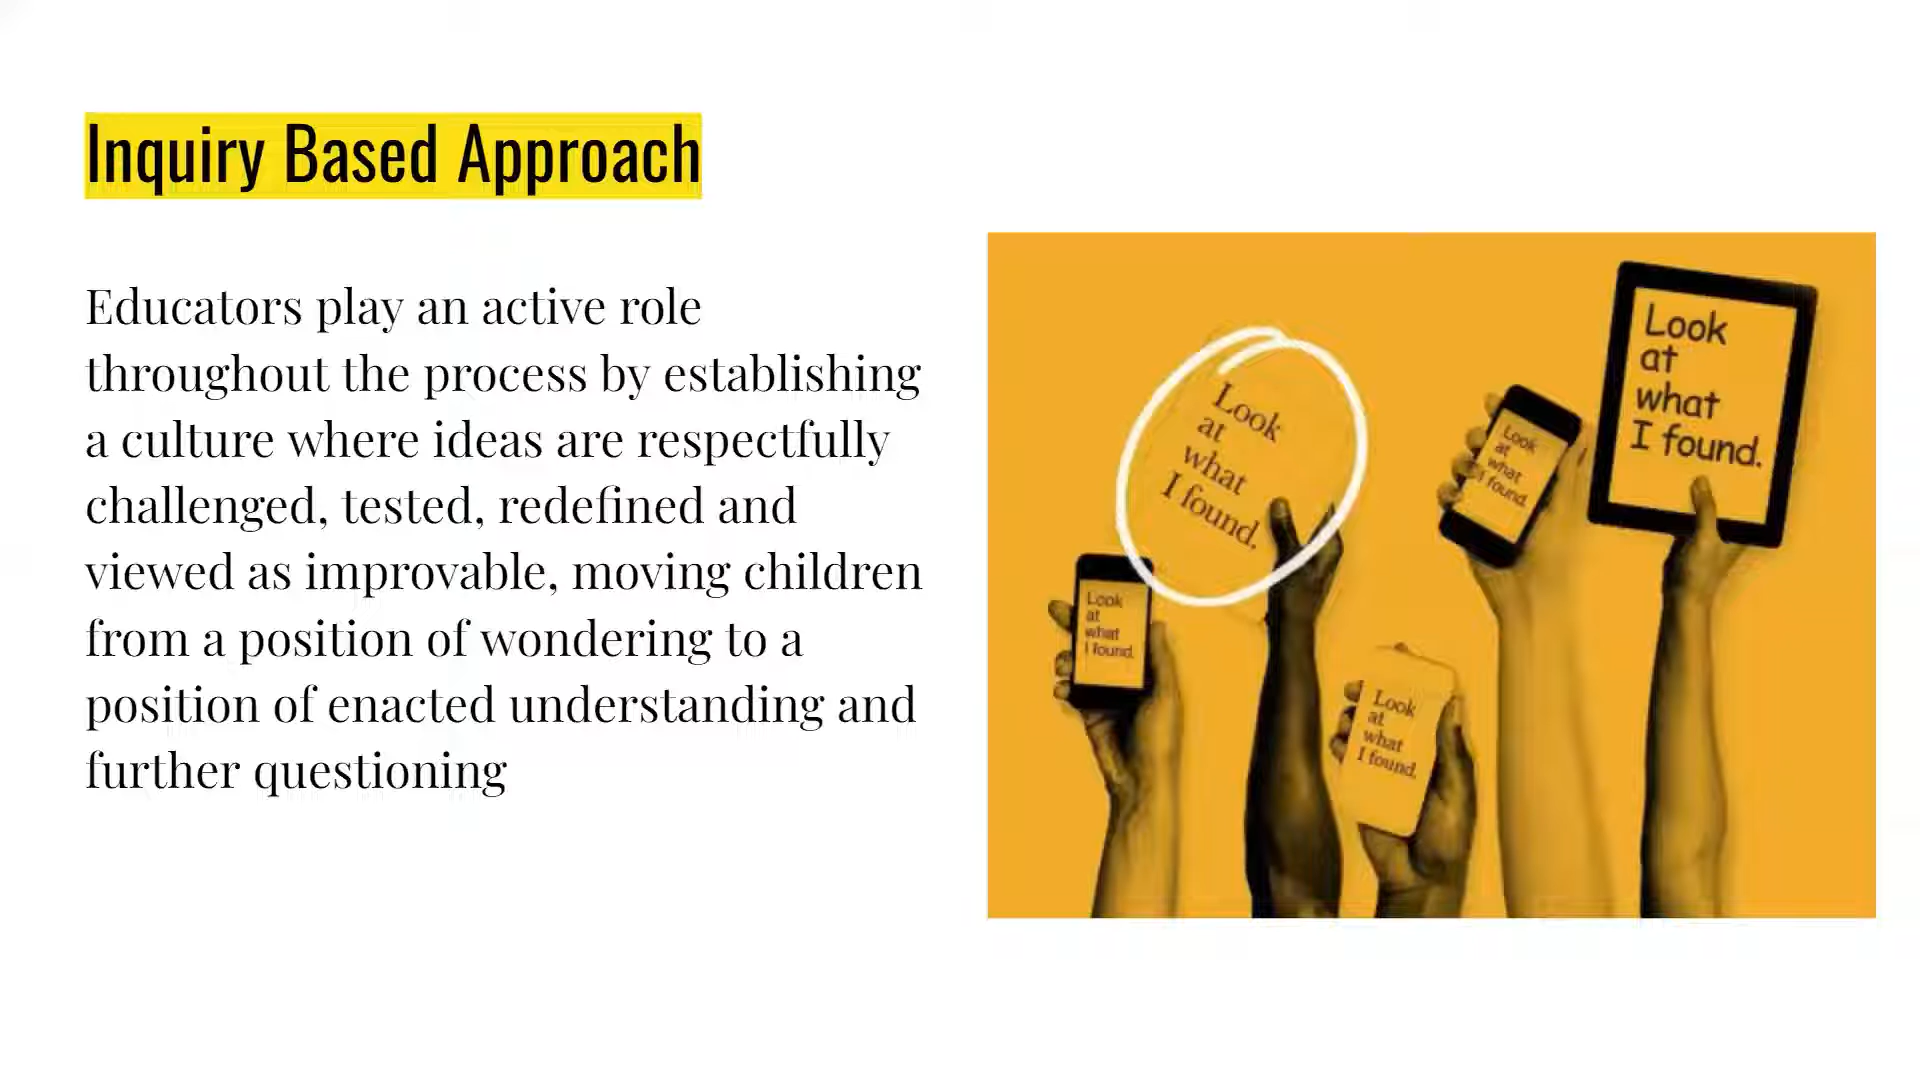 Inquiry Based Approach
Educators play an active role
throughout the process by establishing
a culture where ideas are respectfully
challenged, tested, redefined and
viewed as improvable, moving children
from a position of wondering to a
position of enacted understanding and
further questioning
Look
at
what
I found.
Look
at
what
I found.
Look
at
what
I found.
Look
at
what
I found.
Look
at
what
I found.